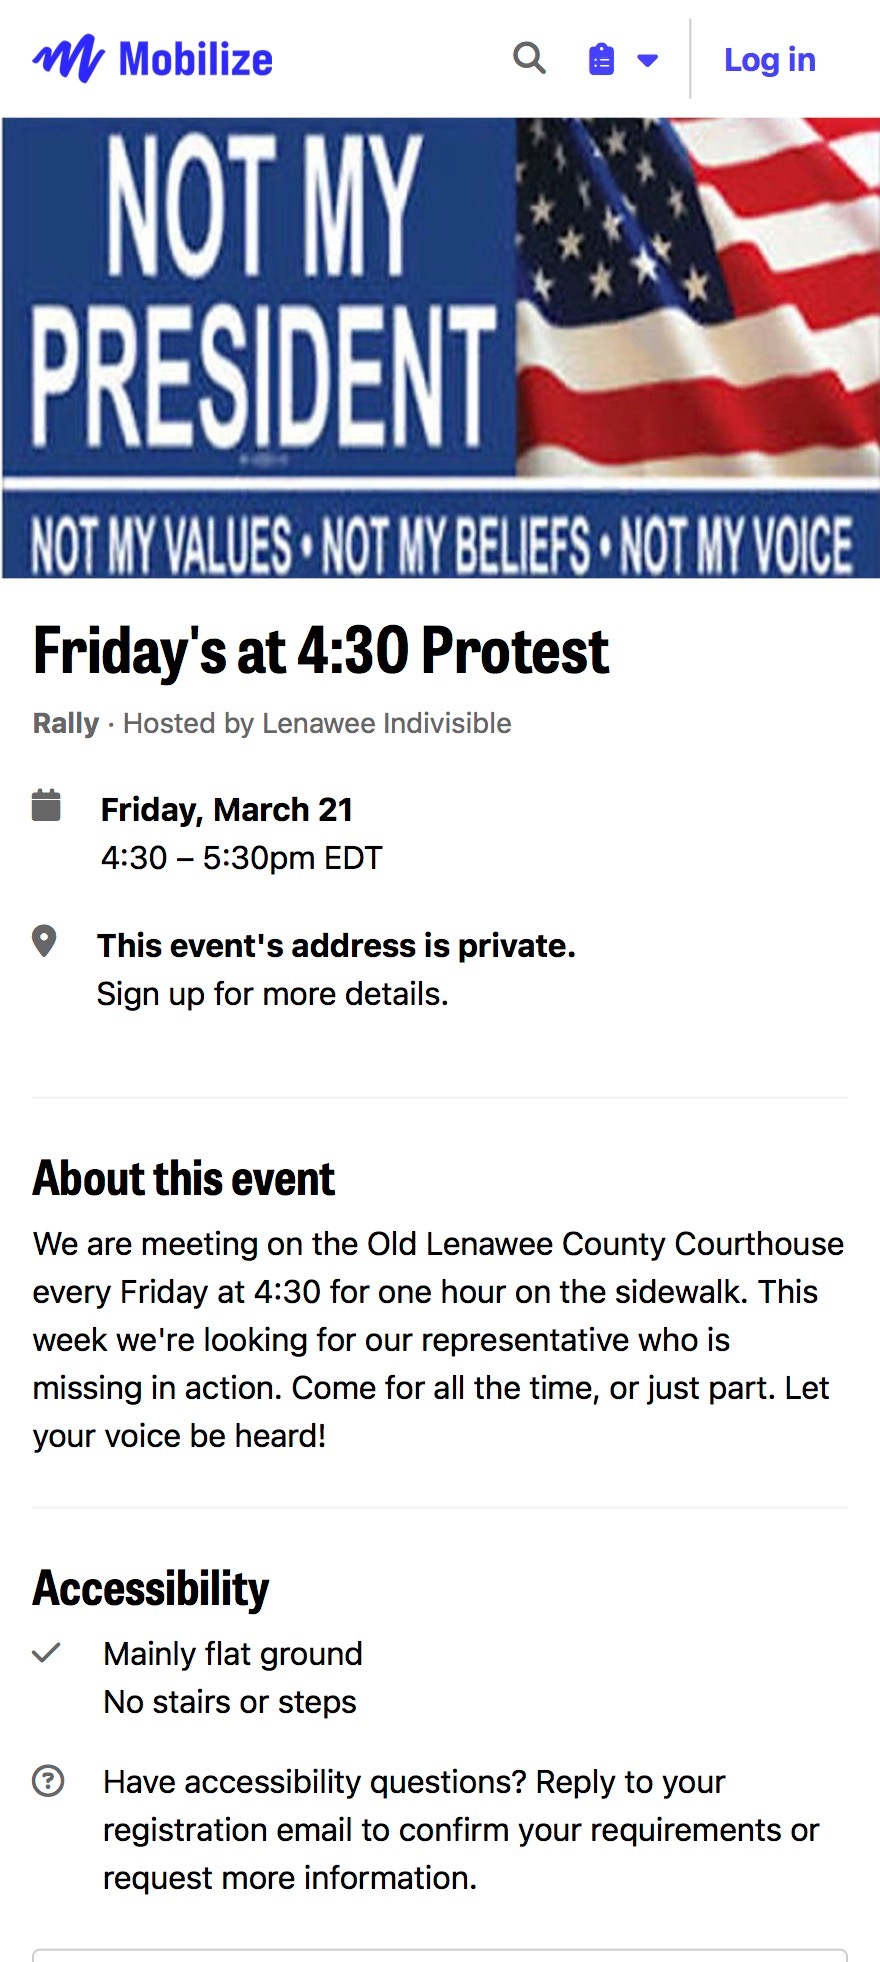 Mobilize
Log in
NOT MY
PRESIDENT
NOT MY VALUES • NOT MY BELIEFS • NOT MY VOICE
Friday's at 4:30 Protest
Rally · Hosted by Lenawee Indivisible
Friday, March 21
4:30 – 5:30pm EDT
This event's address is private.
Sign up for more details.
About this event
We are meeting on the Old Lenawee County Courthouse
every Friday at 4:30 for one hour on the sidewalk. This
week we're looking for our representative who is
missing in action. Come for all the time, or just part. Let
your voice be heard!
Accessibility
Mainly flat ground
No stairs or steps
Have accessibility questions? Reply to your
registration email to confirm your requirements or
request more information.